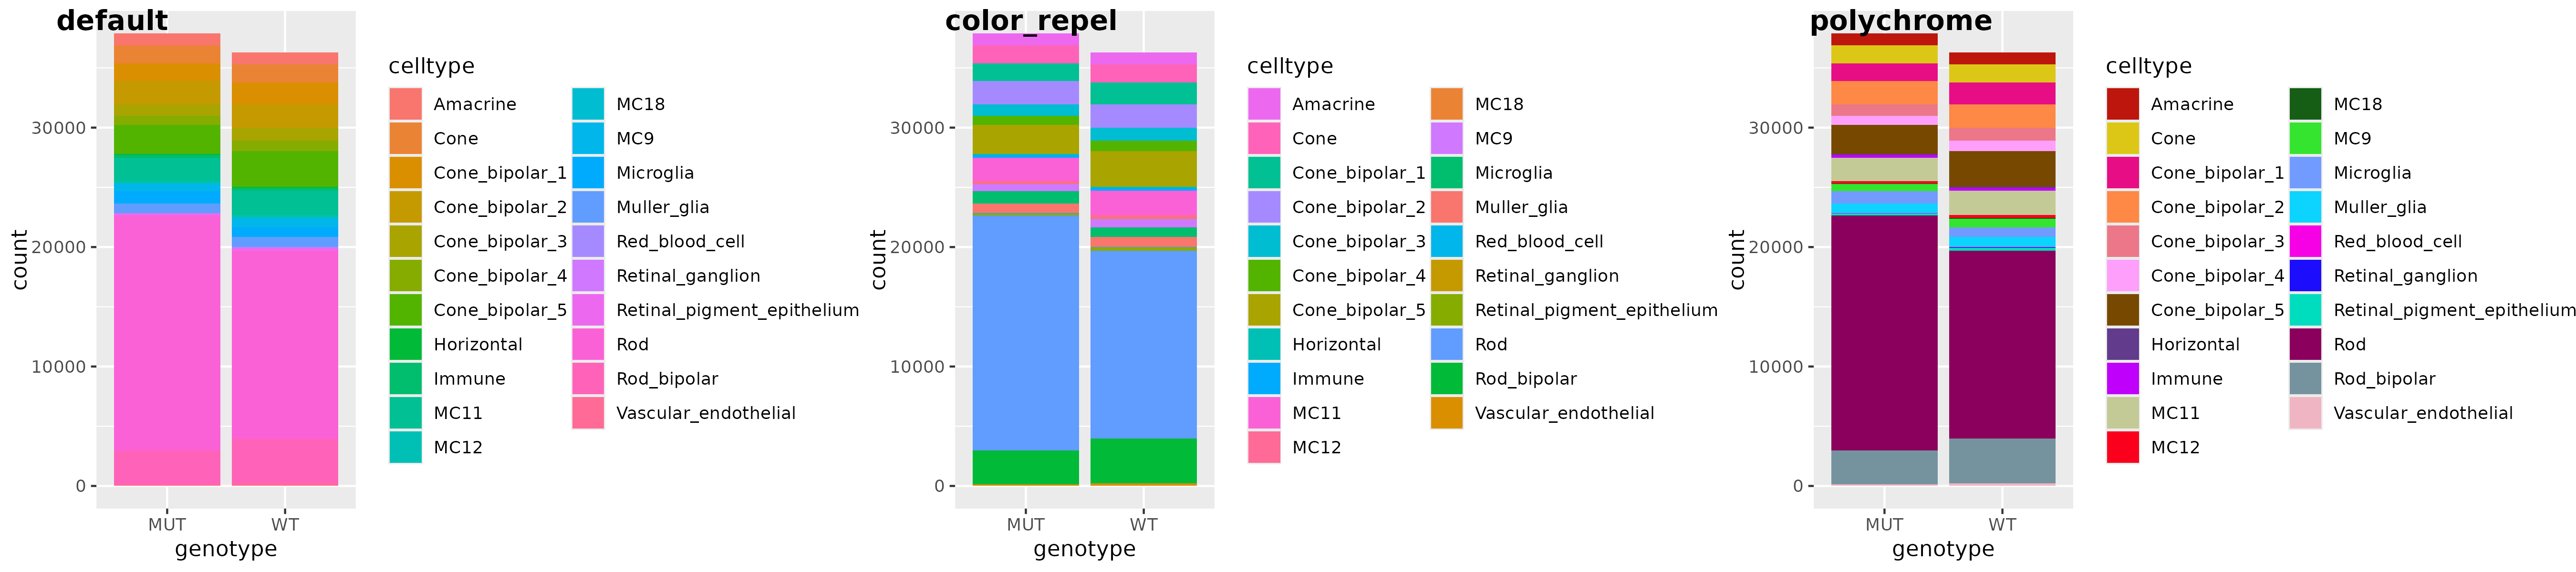 default
count
30000
20000
10000
0
MUT
WT
genotype
celltype
Amacrine
Cone
Cone_bipolar_1
Cone_bipolar_2
Cone_bipolar_3
Cone_bipolar_4
Cone_bipolar_5
Horizontal
Immune
MC11
MC12
MC18
MC9
Microglia
Muller_glia
Red_blood_cell
Retinal_ganglion
Retinal_pigment_epithelium
Rod
Rod_bipolar
Vascular_endothelial
color_repel
count
30000
20000
10000
0
MUT
WT
genotype
celltype
Amacrine
Cone
Cone_bipolar_1
Cone_bipolar_2
Cone_bipolar_3
Cone_bipolar_4
Cone_bipolar_5
Horizontal
Immune
MC11
MC12
MC18
MC9
Microglia
Muller_glia
Red_blood_cell
Retinal_ganglion
Retinal_pigment_epithelium
Rod
Rod_bipolar
Vascular_endothelial
polychrome
count
30000
20000
10000
0
MUT
WT
genotype
celltype
Amacrine
Cone
Cone_bipolar_1
Cone_bipolar_2
Cone_bipolar_3
Cone_bipolar_4
Cone_bipolar_5
Horizontal
Immune
MC11
MC12
MC18
MC9
Microglia
Muller_glia
Red_blood_cell
Retinal_ganglion
Retinal_pigment_epithelium
Rod
Rod_bipolar
Vascular_endothelial